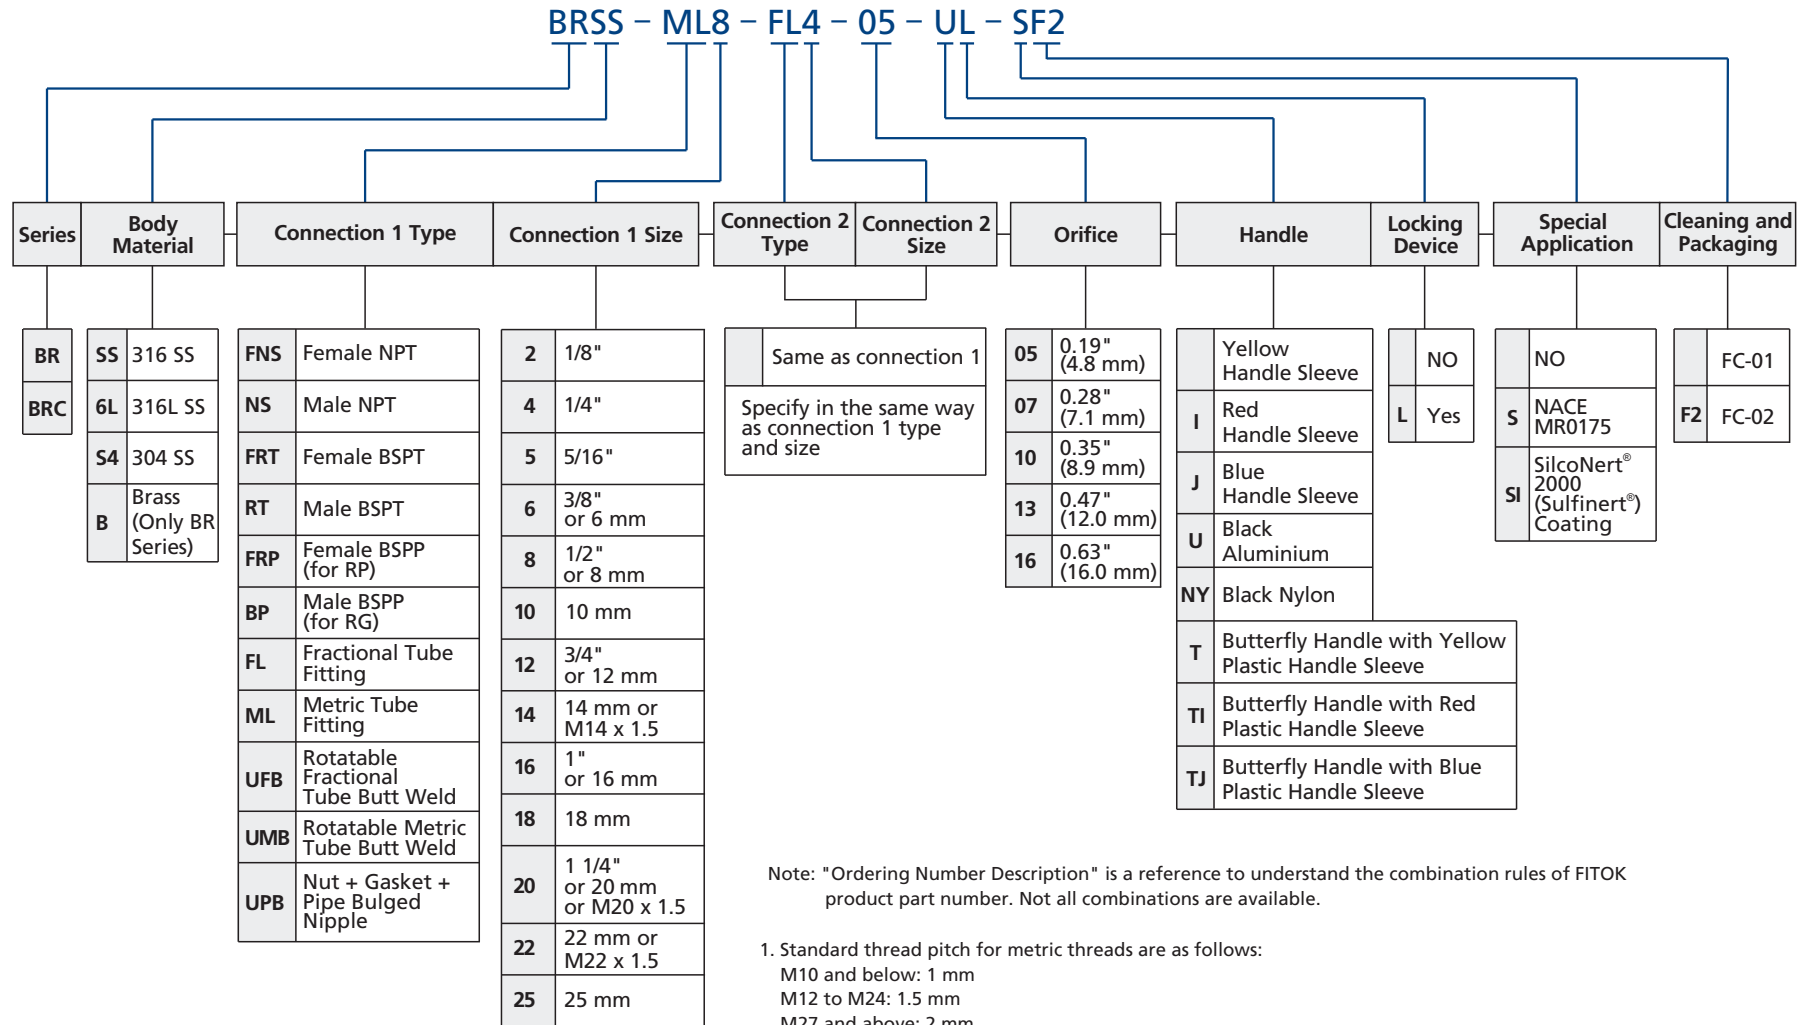 BRSS – ML8 – FL4 – 05 – UL – SF2
Series
Body
Material
Connection 1 Type
Connection 1 Size
Connection 2
Type
Connection 2
Size
Orifice
Handle
Locking
Device
Special
Application
Cleaning and
Packaging
BR
BRC
SS 316 SS
6L 316L SS
S4 304 SS
B Brass
(Only BR
Series)
FNS Female NPT
NS Male NPT
FRT Female BSPT
RT Male BSPT
FRP Female BSPP
(for RP)
BP Male BSPP
(for RG)
FL Fractional Tube
Fitting
ML Metric Tube
Fitting
UFB Rotatable
Fractional
Tube Butt Weld
UMB Rotatable Metric
Tube Butt Weld
UPB Nut + Gasket +
Pipe Bulged
Nipple
2 1/8"
4 1/4"
5 5/16"
6 3/8"
or 6 mm
8 1/2"
or 8 mm
10 10 mm
12 3/4"
or 12 mm
14 14 mm or
M14 x 1.5
16 1"
or 16 mm
18 18 mm
20 1 1/4"
or 20 mm
or M20 x 1.5
22 22 mm or
M22 x 1.5
25 25 mm
Same as connection 1
Specify in the same way
as connection 1 type
and size
05 0.19"
(4.8 mm)
07 0.28"
(7.1 mm)
10 0.35"
(8.9 mm)
13 0.47"
(12.0 mm)
16 0.63"
(16.0 mm)
Yellow
Handle Sleeve
I Red
Handle Sleeve
J Blue
Handle Sleeve
U Black
Aluminium
NY Black Nylon
T Butterfly Handle with Yellow
Plastic Handle Sleeve
TI Butterfly Handle with Red
Plastic Handle Sleeve
TJ Butterfly Handle with Blue
Plastic Handle Sleeve
NO
L Yes
NO
S NACE
MR0175
SI SilcoNert®
2000
(Sulfinert®)
Coating
FC-01
F2 FC-02
Note: "Ordering Number Description" is a reference to understand the combination rules of FITOK
product part number. Not all combinations are available.
1. Standard thread pitch for metric threads are as follows:
M10 and below: 1 mm
M12 to M24: 1.5 mm
M27 and above: 2 mm